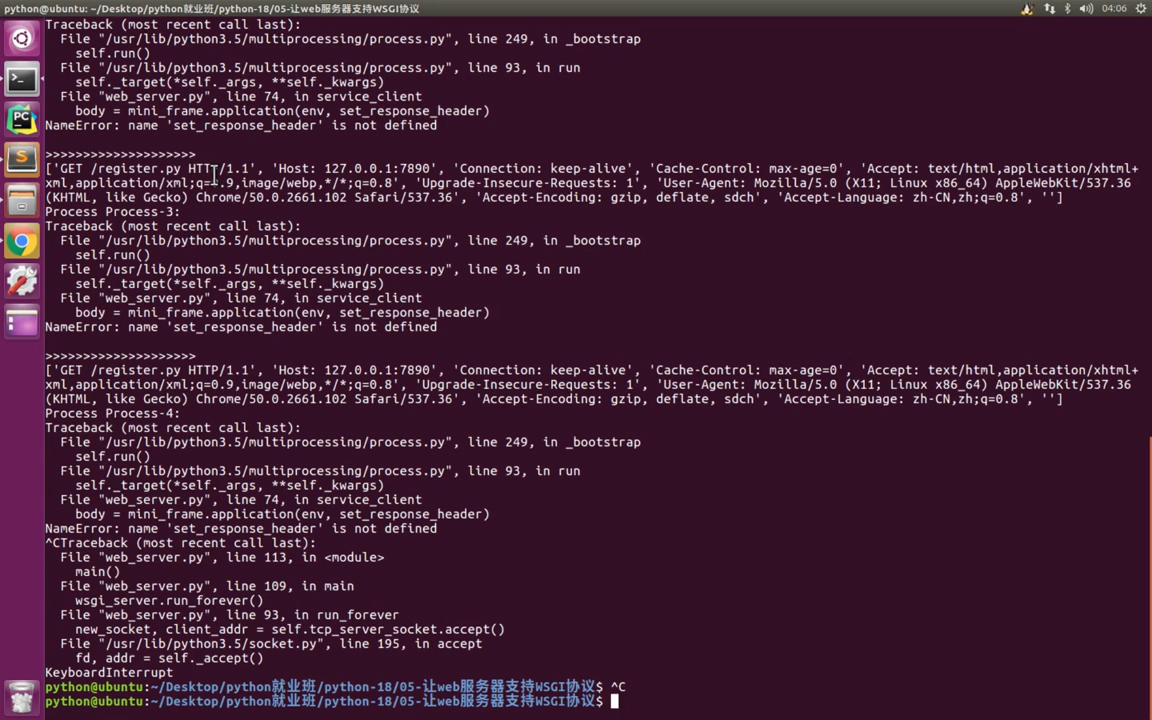 python@ubuntu: ~/Desktop/python就业班/python-18/05-让web服务器支持WSGI协议
04:06
Traceback (most recent call last):
File "/usr/lib/python3.5/multiprocessing/process.py", line 249, in _bootstrap
self.run()
File "/usr/lib/python3.5/multiprocessing/process.py", line 93, in run
self._target(*self._args, **self._kwargs)
File "web_server.py", line 74, in service_client
body = mini_frame.application(env, set_response_header)
NameError: name 'set_response_header' is not defined
>>>>>>>>>>>>>>>>>>>>
['GET /register.py HTTP/1.1', 'Host: 127.0.0.1:7890', 'Connection: keep-alive', 'Cache-Control: max-age=0', 'Accept: text/html,application/xhtml+
xml,application/xml;q=0.9,image/webp,*/*;q=0.8', 'Upgrade-Insecure-Requests: 1', 'User-Agent: Mozilla/5.0 (X11; Linux x86_64) AppleWebKit/537.36
(KHTML, like Gecko) Chrome/50.0.2661.102 Safari/537.36', 'Accept-Encoding: gzip, deflate, sdch', 'Accept-Language: zh-CN,zh;q=0.8', '']
Process Process-3:
Traceback (most recent call last):
File "/usr/lib/python3.5/multiprocessing/process.py", line 249, in _bootstrap
self.run()
File "/usr/lib/python3.5/multiprocessing/process.py", line 93, in run
self._target(*self._args, **self._kwargs)
File "web_server.py", line 74, in service_client
body = mini_frame.application(env, set_response_header)
NameError: name 'set_response_header' is not defined
>>>>>>>>>>>>>>>>>>>>
['GET /register.py HTTP/1.1', 'Host: 127.0.0.1:7890', 'Connection: keep-alive', 'Cache-Control: max-age=0', 'Accept: text/html,application/xhtml+
xml,application/xml;q=0.9,image/webp,*/*;q=0.8', 'Upgrade-Insecure-Requests: 1', 'User-Agent: Mozilla/5.0 (X11; Linux x86_64) AppleWebKit/537.36
(KHTML, like Gecko) Chrome/50.0.2661.102 Safari/537.36', 'Accept-Encoding: gzip, deflate, sdch', 'Accept-Language: zh-CN,zh;q=0.8', '']
Process Process-4:
Traceback (most recent call last):
File "/usr/lib/python3.5/multiprocessing/process.py", line 249, in _bootstrap
self.run()
File "/usr/lib/python3.5/multiprocessing/process.py", line 93, in run
self._target(*self._args, **self._kwargs)
File "web_server.py", line 74, in service_client
body = mini_frame.application(env, set_response_header)
NameError: name 'set_response_header' is not defined
^CTraceback (most recent call last):
File "web_server.py", line 113, in <module>
main()
File "web_server.py", line 109, in main
wsgi_server.run_forever()
File "web_server.py", line 93, in run_forever
new_socket, client_addr = self.tcp_server_socket.accept()
File "/usr/lib/python3.5/socket.py", line 195, in accept
fd, addr = self._accept()
KeyboardInterrupt
python@ubuntu:~/Desktop/python就业班/python-18/05-让web服务器支持WSGI协议$ ^C
python@ubuntu:~/Desktop/python就业班/python-18/05-让web服务器支持WSGI协议$